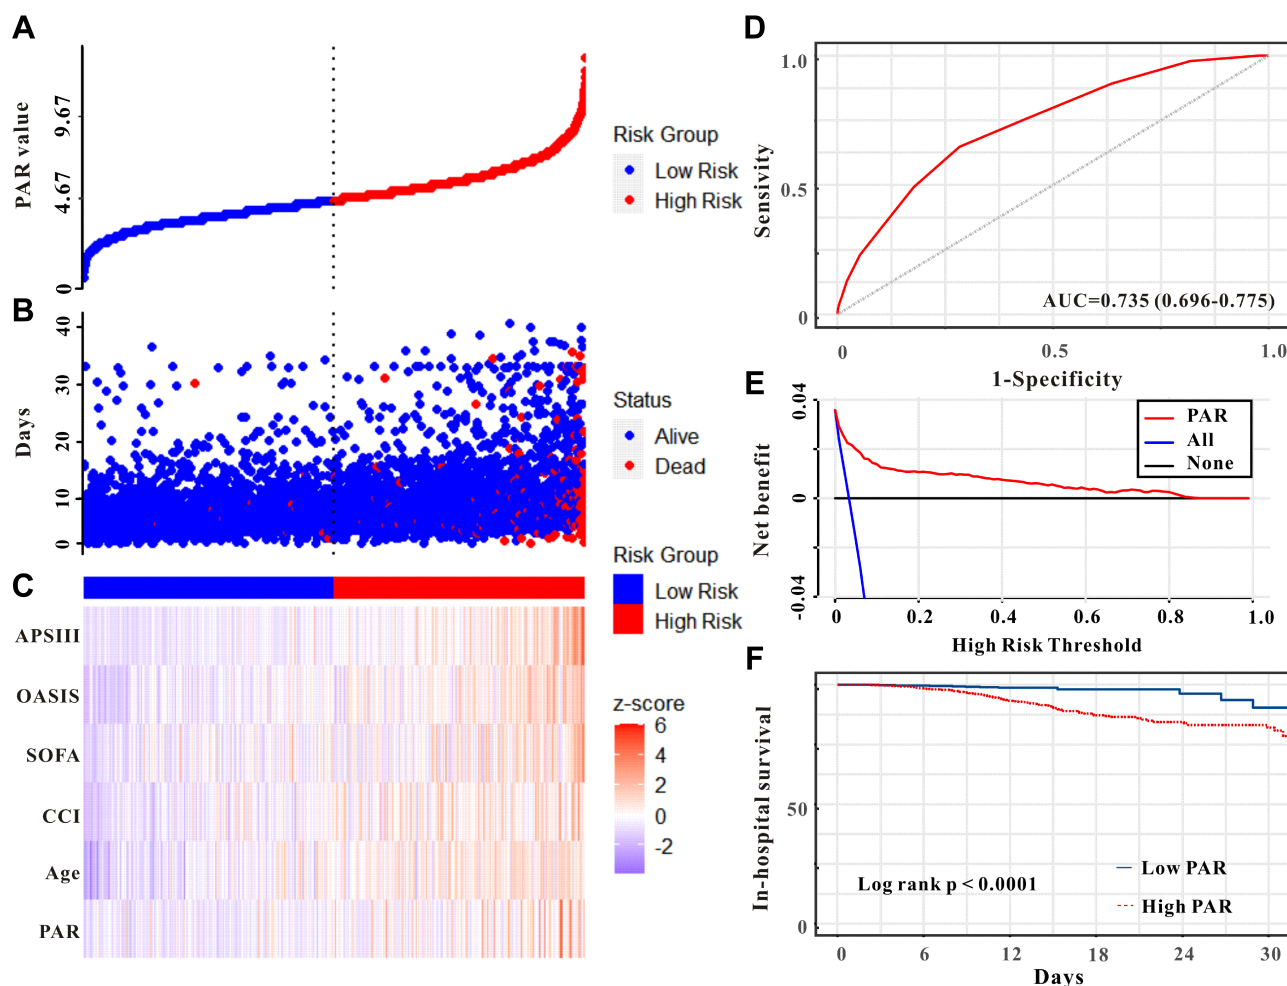 A
PAR value
9.67
4.67
0
Risk Group
Low Risk
High Risk
B
Days
40
30
20
10
0
Status
Alive
Dead
C
Risk Group
Low Risk
High Risk
APSIII
OASIS
SOFA
CCI
Age
PAR
z-score
6
4
2
0
-2
D
Sensivity
1.0
0.5
0
AUC=0.735 (0.696-0.775)
0 0.5 1.0
1-Specificity
E
Net benefit
0.04
0
-0.04
PAR
All
None
0 0.2 0.4 0.6 0.8 1.0
High Risk Threshold
F
In-hospital survival
50
0
Log rank p < 0.0001
Low PAR
High PAR
0 6 12 18 24 30
Days